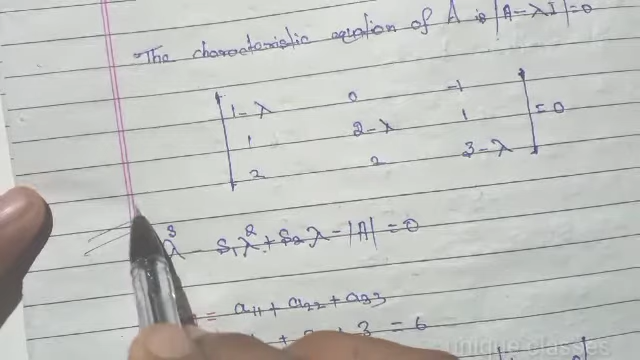 The characteristic equation of A is |A-λI|=0
|1-λ 0 -1|
|1 2-λ 1| =0
|2 2 3-λ|
λ³ - S₁λ² + S₂λ - |A| = 0
= a₁₁ + a₂₂ + a₃₃
+ 3 = 6
unique classes